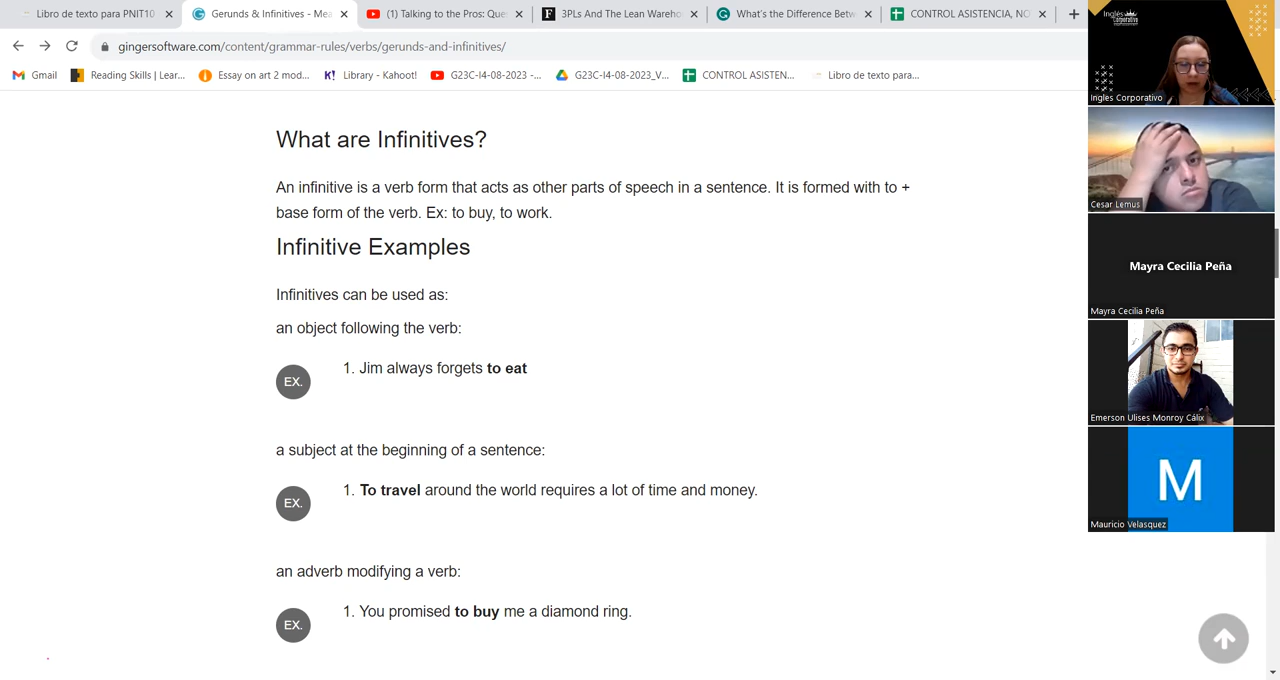 Libro de texto para PNIT10
Gerunds & Infinitives - Mea
(1) Talking to the Pros: Que
3PLs And The Lean Wareho
What's the Difference Betw
CONTROL ASISTENCIA, NO
gingersoftware.com/content/grammar-rules/verbs/gerunds-and-infinitives/
Gmail
Reading Skills | Lear...
Essay on art 2 mod...
Library - Kahoot!
G23C-I4-08-2023 -...
G23C-I4-08-2023_V...
CONTROL ASISTEN...
Libro de texto para...
What are Infinitives?
An infinitive is a verb form that acts as other parts of speech in a sentence. It is formed with to +
base form of the verb. Ex: to buy, to work.
Infinitive Examples
Infinitives can be used as:
an object following the verb:
EX.
1. Jim always forgets to eat
a subject at the beginning of a sentence:
EX.
1. To travel around the world requires a lot of time and money.
an adverb modifying a verb:
EX.
1. You promised to buy me a diamond ring.
Inglés
Corporativo
Ingles Corporativo
Cesar Lemus
Mayra Cecilia Peña
Mayra Cecilia Peña
Emerson Ulises Monroy Cálix
M
Mauricio Velasquez